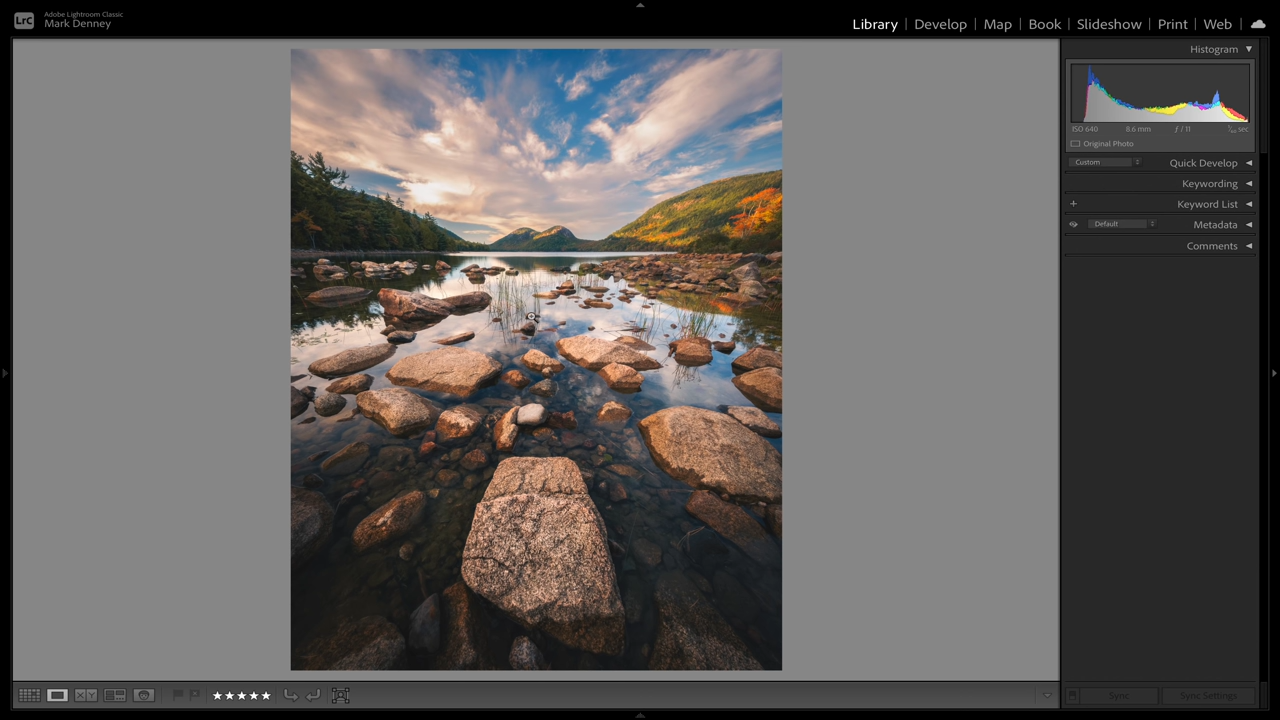 LrC
Adobe Lightroom Classic
Mark Denney
Library | Develop | Map | Book | Slideshow | Print | Web
Histogram
ISO 640 8.6 mm ƒ / 11 sec
Original Photo
Custom Quick Develop
Keywording
+ Keyword List
Default Metadata
Comments
X Y
Sync Sync Settings